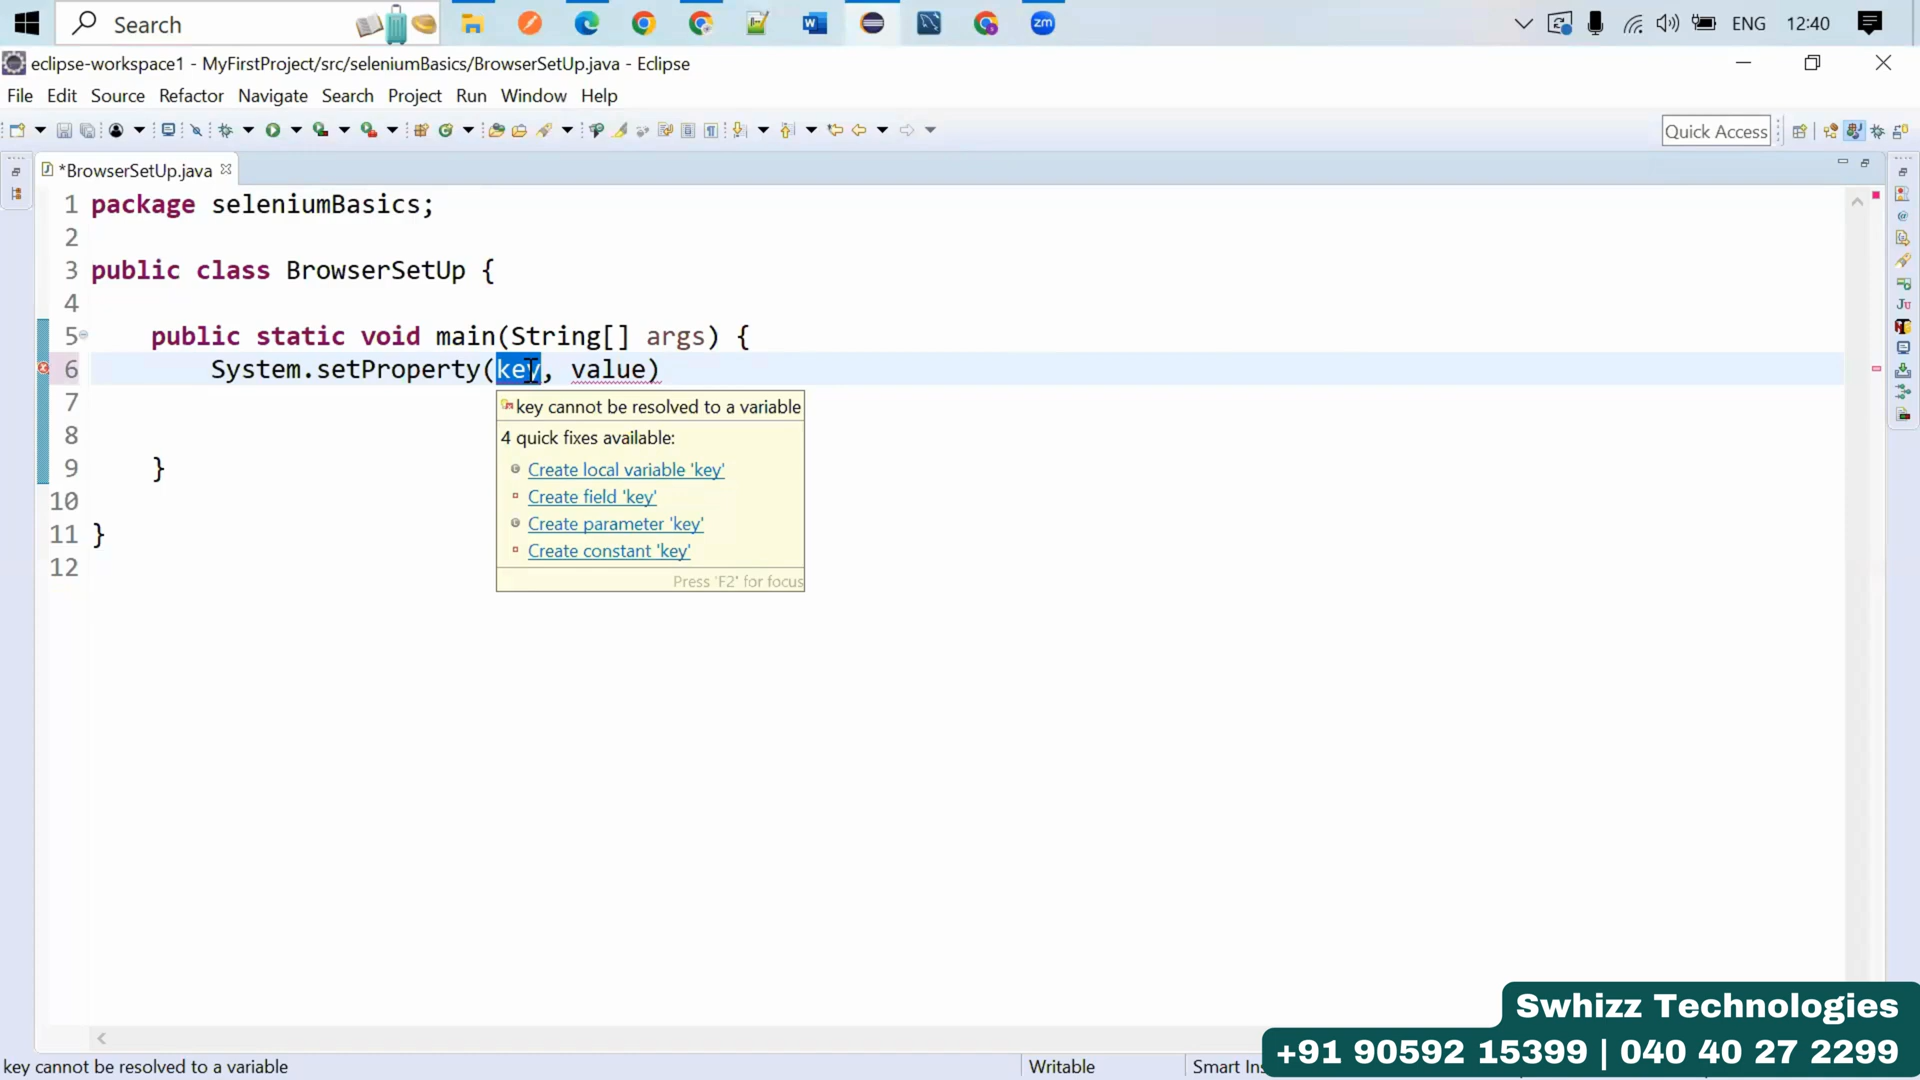 Search
zm
ENG
12:40
eclipse-workspace1 - MyFirstProject/src/seleniumBasics/BrowserSetUp.java - Eclipse
File Edit Source Refactor Navigate Search Project Run Window Help
Quick Access
*BrowserSetUp.java
1 package seleniumBasics;
2
3 public class BrowserSetUp {
4
5 public static void main(String[] args) {
6 System.setProperty(key, value)
7
8
9 }
10
11 }
12
key cannot be resolved to a variable
4 quick fixes available:
Create local variable 'key'
Create field 'key'
Create parameter 'key'
Create constant 'key'
Press 'F2' for focus
Swhizz Technologies
+91 90592 15399 | 040 40 27 2299
key cannot be resolved to a variable
Writable
Smart Ins